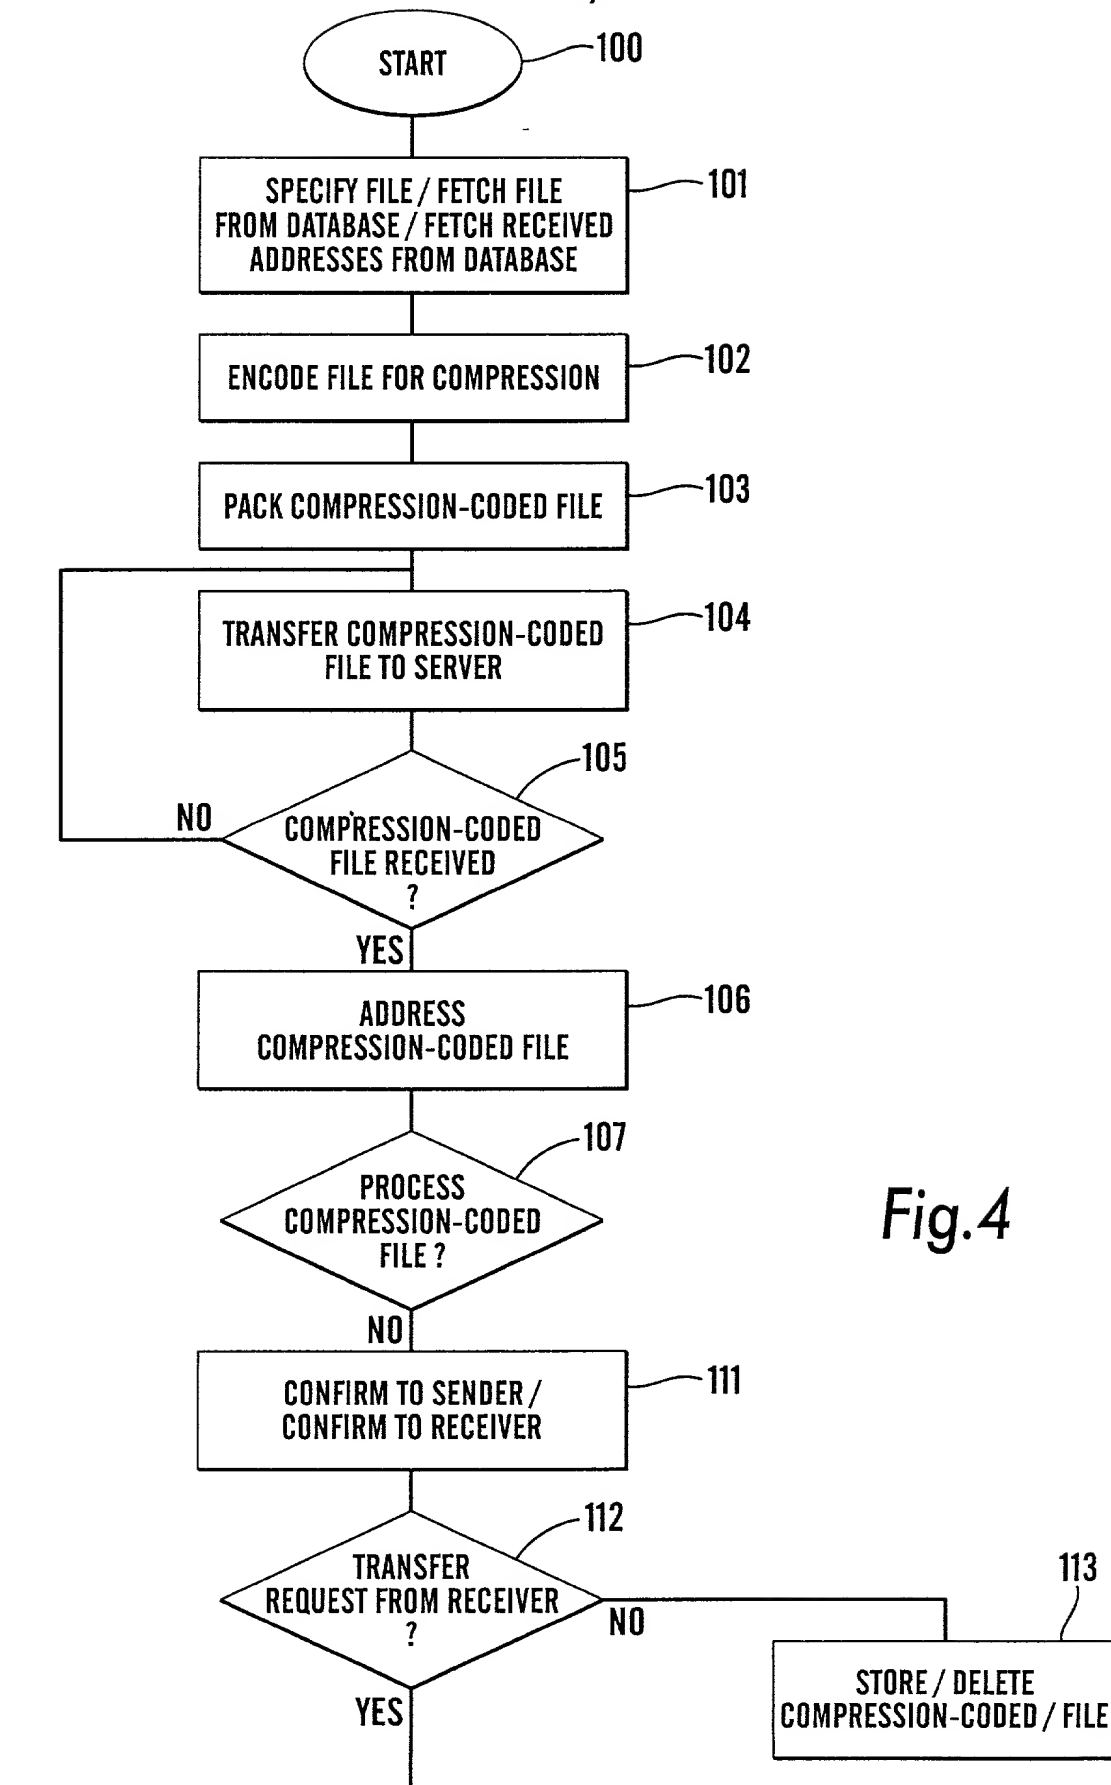 START
100
SPECIFY FILE / FETCH FILE
FROM DATABASE / FETCH RECEIVED
ADDRESSES FROM DATABASE
101
ENCODE FILE FOR COMPRESSION
102
PACK COMPRESSION-CODED FILE
103
TRANSFER COMPRESSION-CODED
FILE TO SERVER
104
105
NO
COMPRESSION-CODED
FILE RECEIVED
?
YES
ADDRESS
COMPRESSION-CODED FILE
106
107
PROCESS
COMPRESSION-CODED
FILE ?
Fig.4
NO
CONFIRM TO SENDER /
CONFIRM TO RECEIVER
111
112
TRANSFER
REQUEST FROM RECEIVER
?
NO
113
STORE / DELETE
COMPRESSION-CODED / FILE
YES